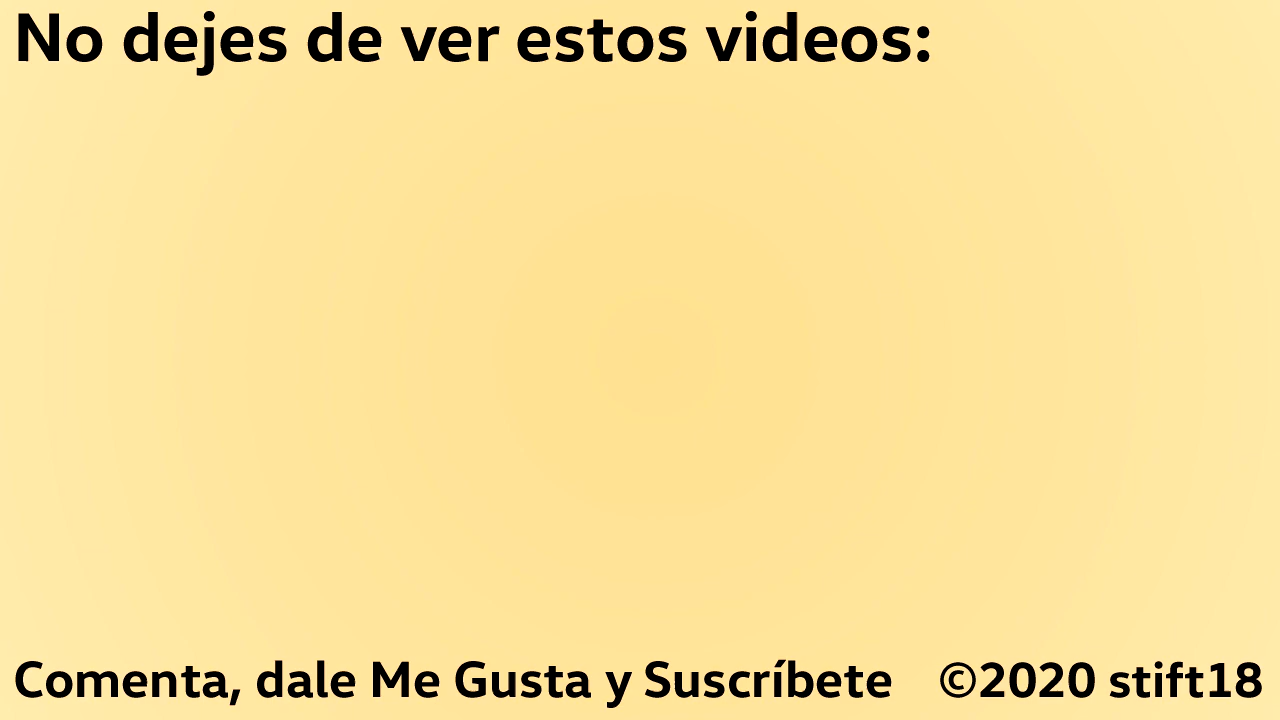 No dejes de ver estos videos:
Comenta, dale Me Gusta y Suscríbete ©2020 stift18